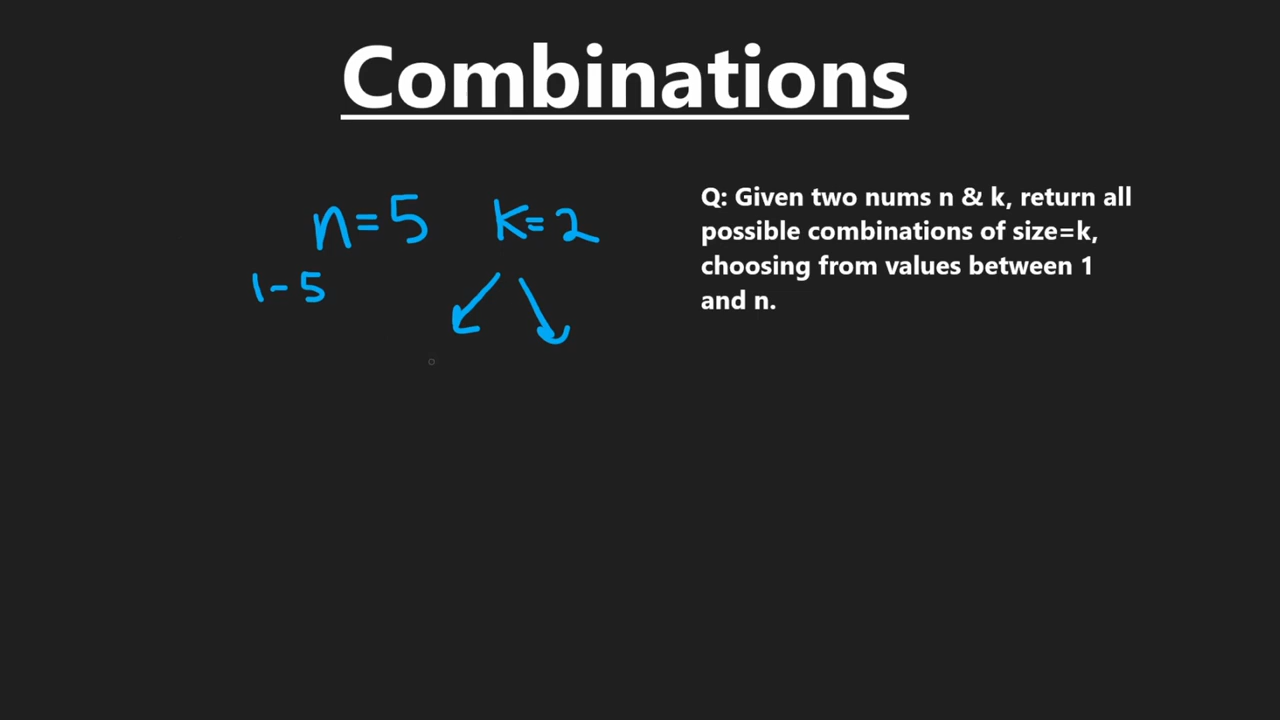 Combinations
n=5 k=2
1-5
Q: Given two nums n & k, return all
possible combinations of size=k,
choosing from values between 1
and n.